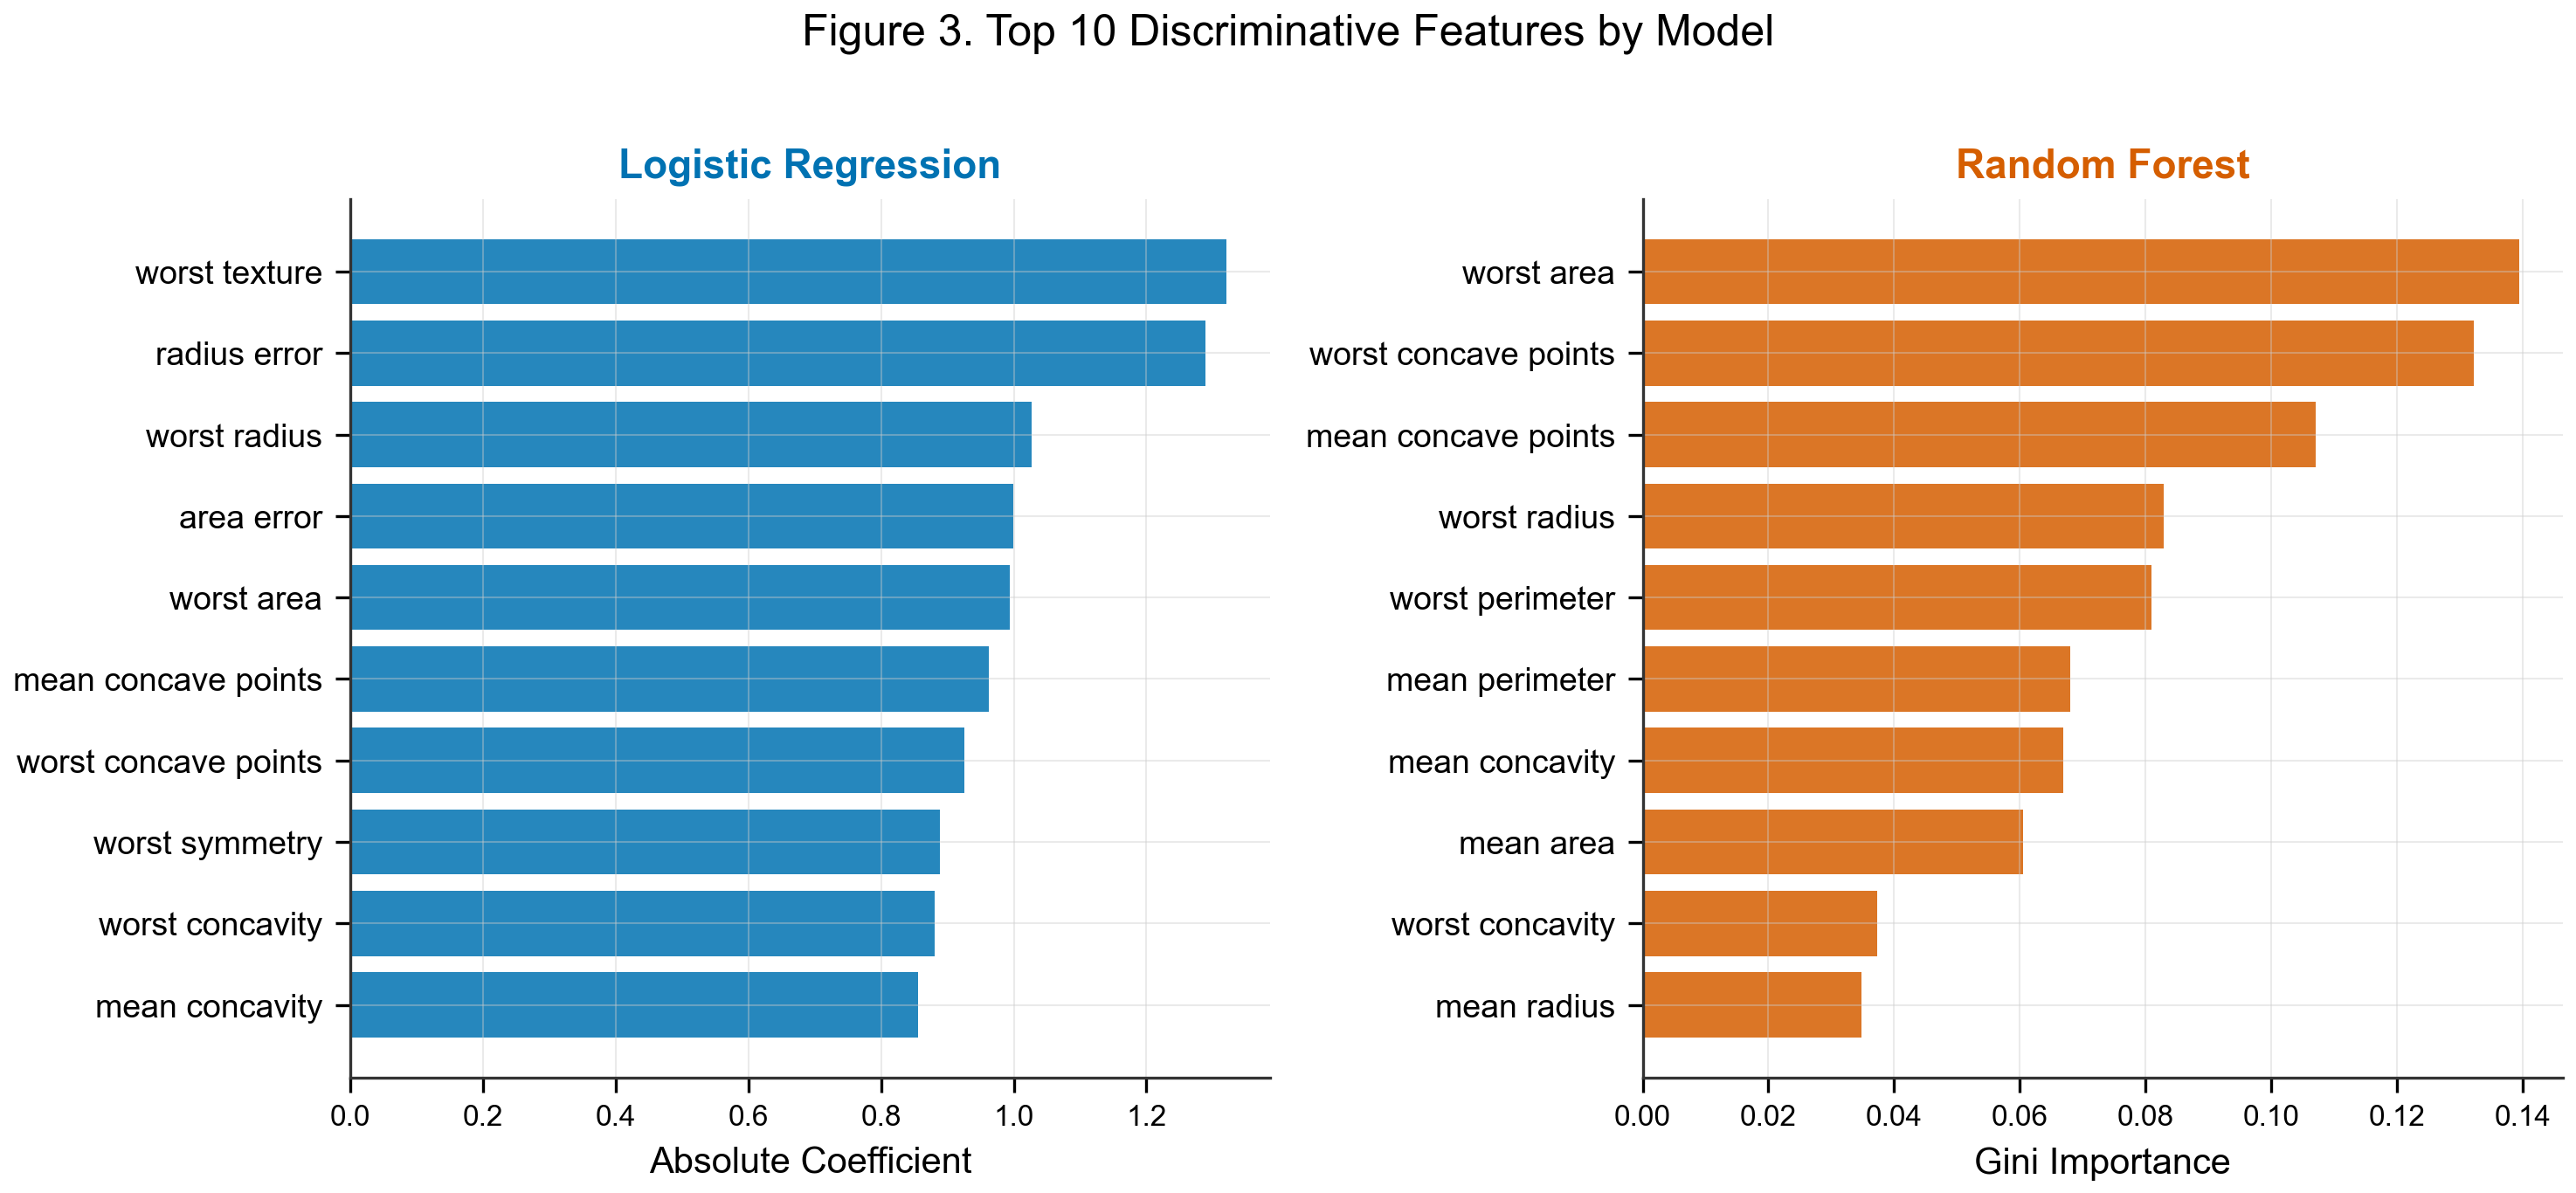 Figure 3. Top 10 Discriminative Features by Model
Logistic Regression
worst texture
radius error
worst radius
area error
worst area
mean concave points
worst concave points
worst symmetry
worst concavity
mean concavity
0.0 0.2 0.4 0.6 0.8 1.0 1.2
Absolute Coefficient
Random Forest
worst area
worst concave points
mean concave points
worst radius
worst perimeter
mean perimeter
mean concavity
mean area
worst concavity
mean radius
0.00 0.02 0.04 0.06 0.08 0.10 0.12 0.14
Gini Importance